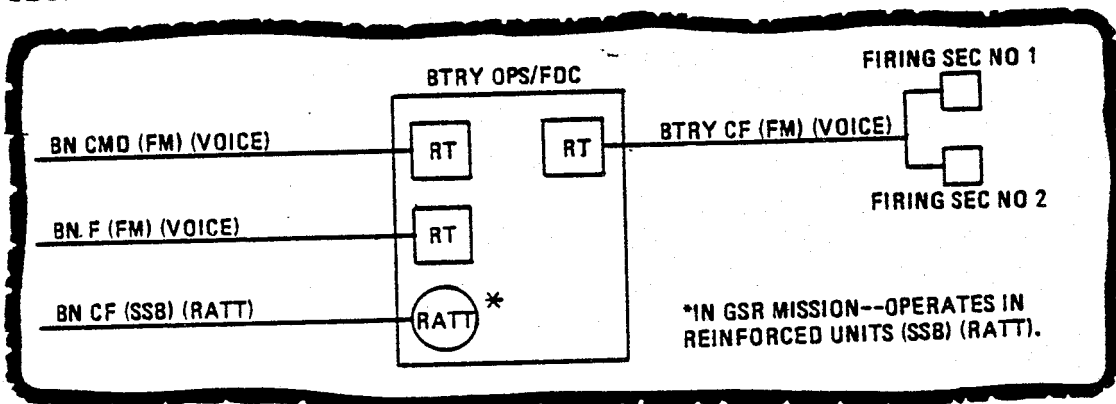 BTRY OPS/FDC
FIRING SEC NO 1
BN CMD (FM) (VOICE)
RT
RT
BTRY CF (FM) (VOICE)
FIRING SEC NO 2
BN. F (FM) (VOICE)
RT
BN CF (SSB) (RATT)
RATT
*
*IN GSR MISSION--OPERATES IN
REINFORCED UNITS (SSB) (RATT).